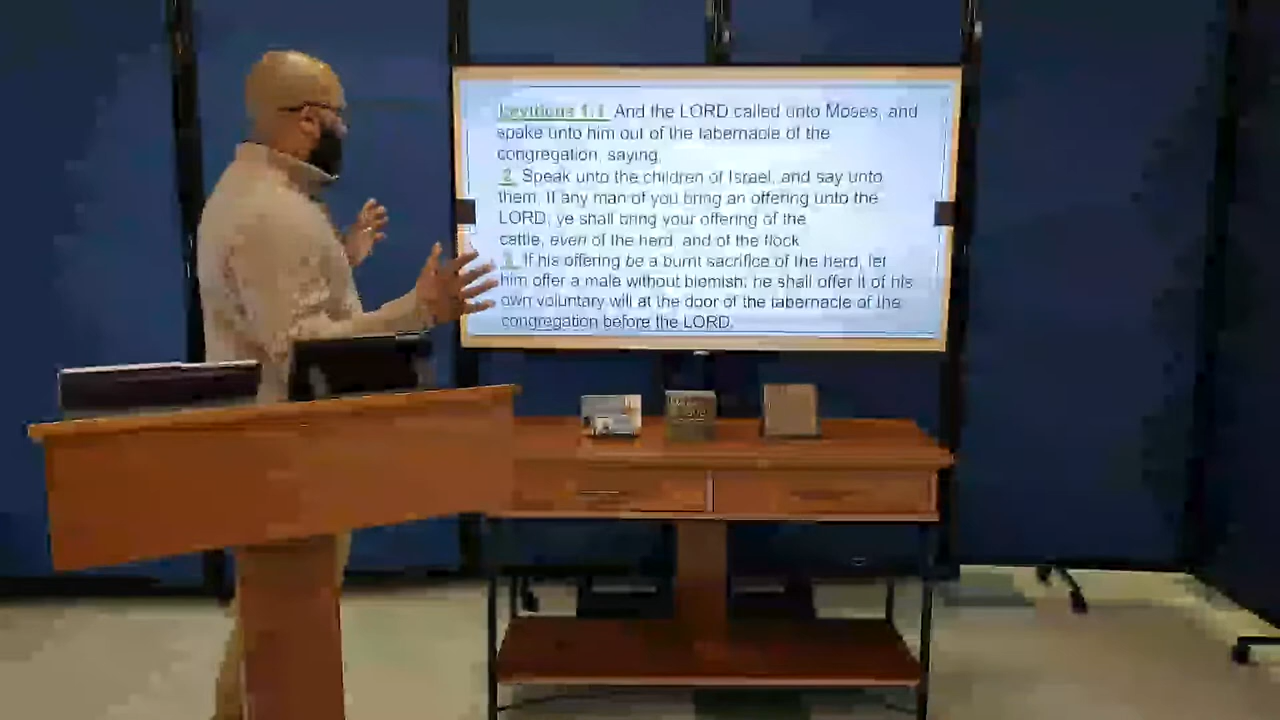 Leviticus 1:1 And the LORD called unto Moses, and
spoke unto him out of the tabernacle of the
congregation, saying,
2 Speak unto the children of Israel, and say unto
them, If any man of you bring an offering unto the
LORD, ye shall bring your offering of the
cattle, even of the herd, and of the flock
3 If his offering be a burnt sacrifice of the herd, let
him offer a male without blemish: he shall offer it of his
own voluntary will at the door of the tabernacle of the
congregation before the LORD.